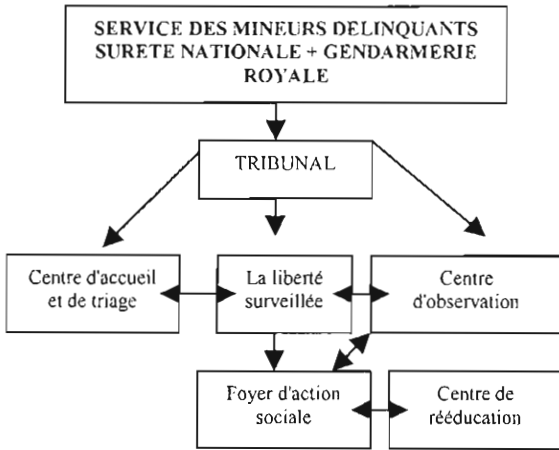 SERVICE DES MINEURS DELINQUANTS
SURETE NATIONALE + GENDARMERIE
ROYALE
TRIBUNAL
Centre d'accueil
et de triage
La liberté
surveillée
Centre
d'observation
Foyer d'action
sociale
Centre de
rééducation